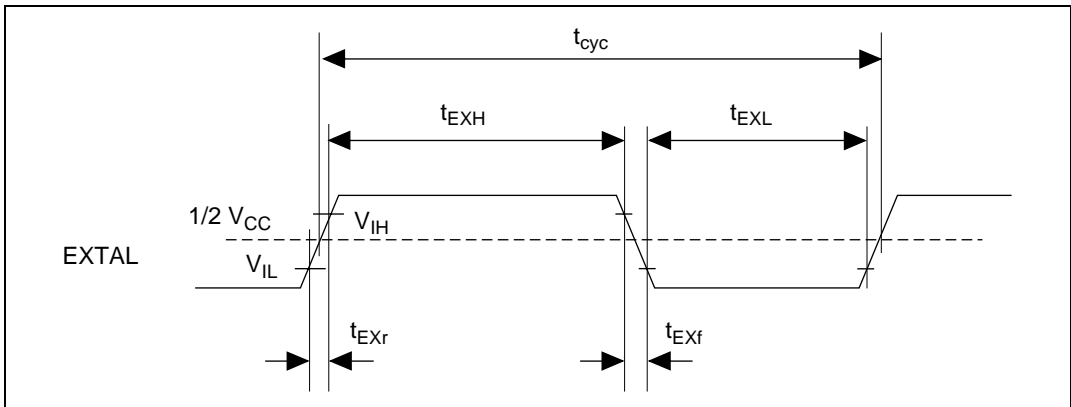 tcyc
tEXH
tEXL
1/2 VCC
VIH
EXTAL
VIL
tEXr
tEXf